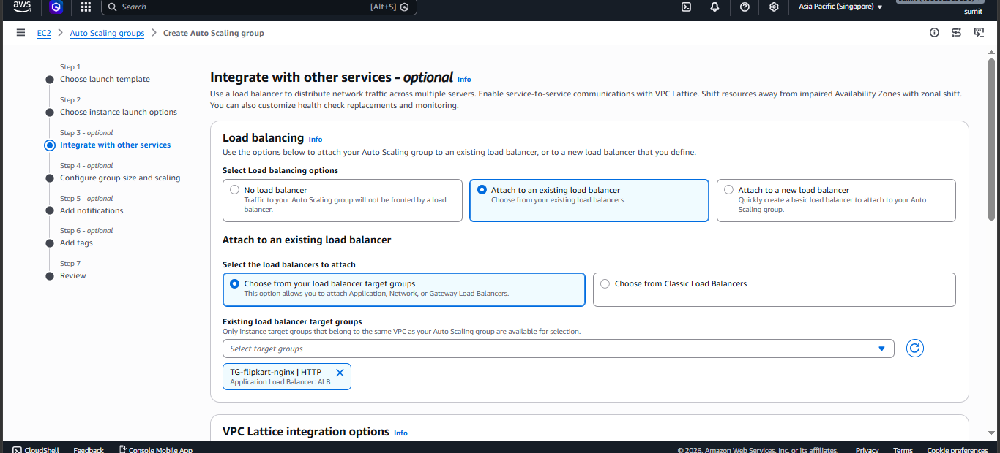 aws
Search
[Alt+S]
Asia Pacific (Singapore)
sumit
EC2
Auto Scaling groups
Create Auto Scaling group
Step 1
Choose launch template
Step 2
Choose instance launch options
Step 3 - optional
Integrate with other services
Step 4 - optional
Configure group size and scaling
Step 5 - optional
Add notifications
Step 6 - optional
Add tags
Step 7
Review
Integrate with other services - optional Info
Use a load balancer to distribute network traffic across multiple servers. Enable service-to-service communications with VPC Lattice. Shift resources away from impaired Availability Zones with zonal shift.
You can also customize health check replacements and monitoring.
Load balancing Info
Use the options below to attach your Auto Scaling group to an existing load balancer, or to a new load balancer that you define.
Select Load balancing options
No load balancer
Traffic to your Auto Scaling group will not be fronted by a load
balancer.
Attach to an existing load balancer
Choose from your existing load balancers.
Attach to a new load balancer
Quickly create a basic load balancer to attach to your Auto
Scaling group.
Attach to an existing load balancer
Select the load balancers to attach
Choose from your load balancer target groups
This option allows you to attach Application, Network, or Gateway Load Balancers.
Choose from Classic Load Balancers
Existing load balancer target groups
Only instance target groups that belong to the same VPC as your Auto Scaling group are available for selection.
Select target groups
TG-flipkart-nginx | HTTP
Application Load Balancer: ALB
VPC Lattice integration options Info
CloudShell
Feedback
Console Mobile App
© 2026, Amazon Web Services, Inc. or its affiliates.
Privacy
Terms
Cookie preferences